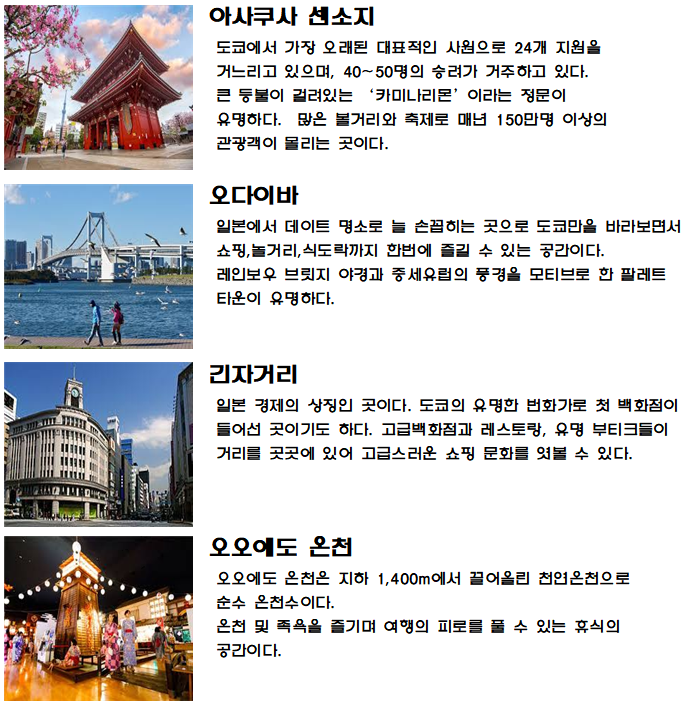 아사쿠사 센소지
도쿄에서 가장 오래된 대표적인 사원으로 24개 지원을
거느리고 있으며, 40~50명의 승려가 거주하고 있다.
큰 등불이 걸려있는 ‘카미나리몬’이라는 정문이
유명하다. 많은 볼거리와 축제로 매년 150만명 이상의
관광객이 몰리는 곳이다.
오다이바
일본에서 데이트 명소로 늘 손꼽히는 곳으로 도쿄만을 바라보면서
쇼핑,놀거리,식도락까지 한번에 즐길 수 있는 공간이다.
레인보우 브릿지 야경과 중세유럽의 풍경을 모티브로 한 팔레트
타운이 유명하다.
긴자거리
일본 경제의 상징인 곳이다. 도쿄의 유명한 번화가로 첫 백화점이
들어선 곳이기도 하다. 고급백화점과 레스토랑, 유명 부티크들이
거리를 곳곳에 있어 고급스러운 쇼핑 문화를 엿볼 수 있다.
오오에도 온천
오오에도 온천은 지하 1,400m에서 끌어올린 천연온천으로
순수 온천수이다.
온천 및 족욕을 즐기며 여행의 피로를 풀 수 있는 휴식의
공간이다.